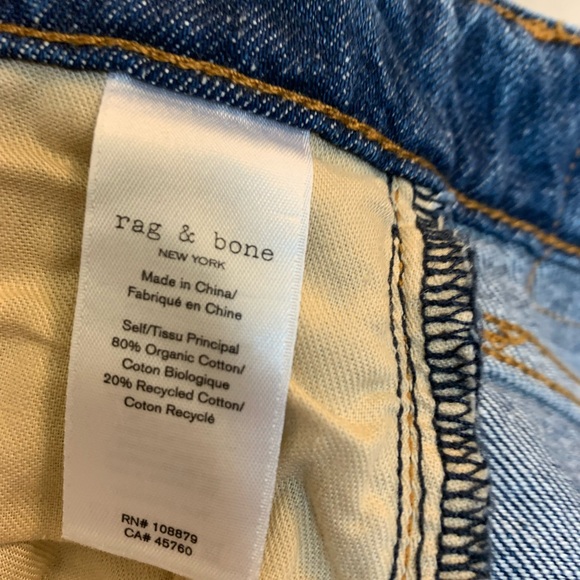 rag & bone
NEW YORK
Made in China/
Fabriqué en Chine
Self/Tissu Principal
80% Organic Cotton/
Coton Biologique
20% Recycled Cotton/
Coton Recyclé
RN# 108879
CA# 45760